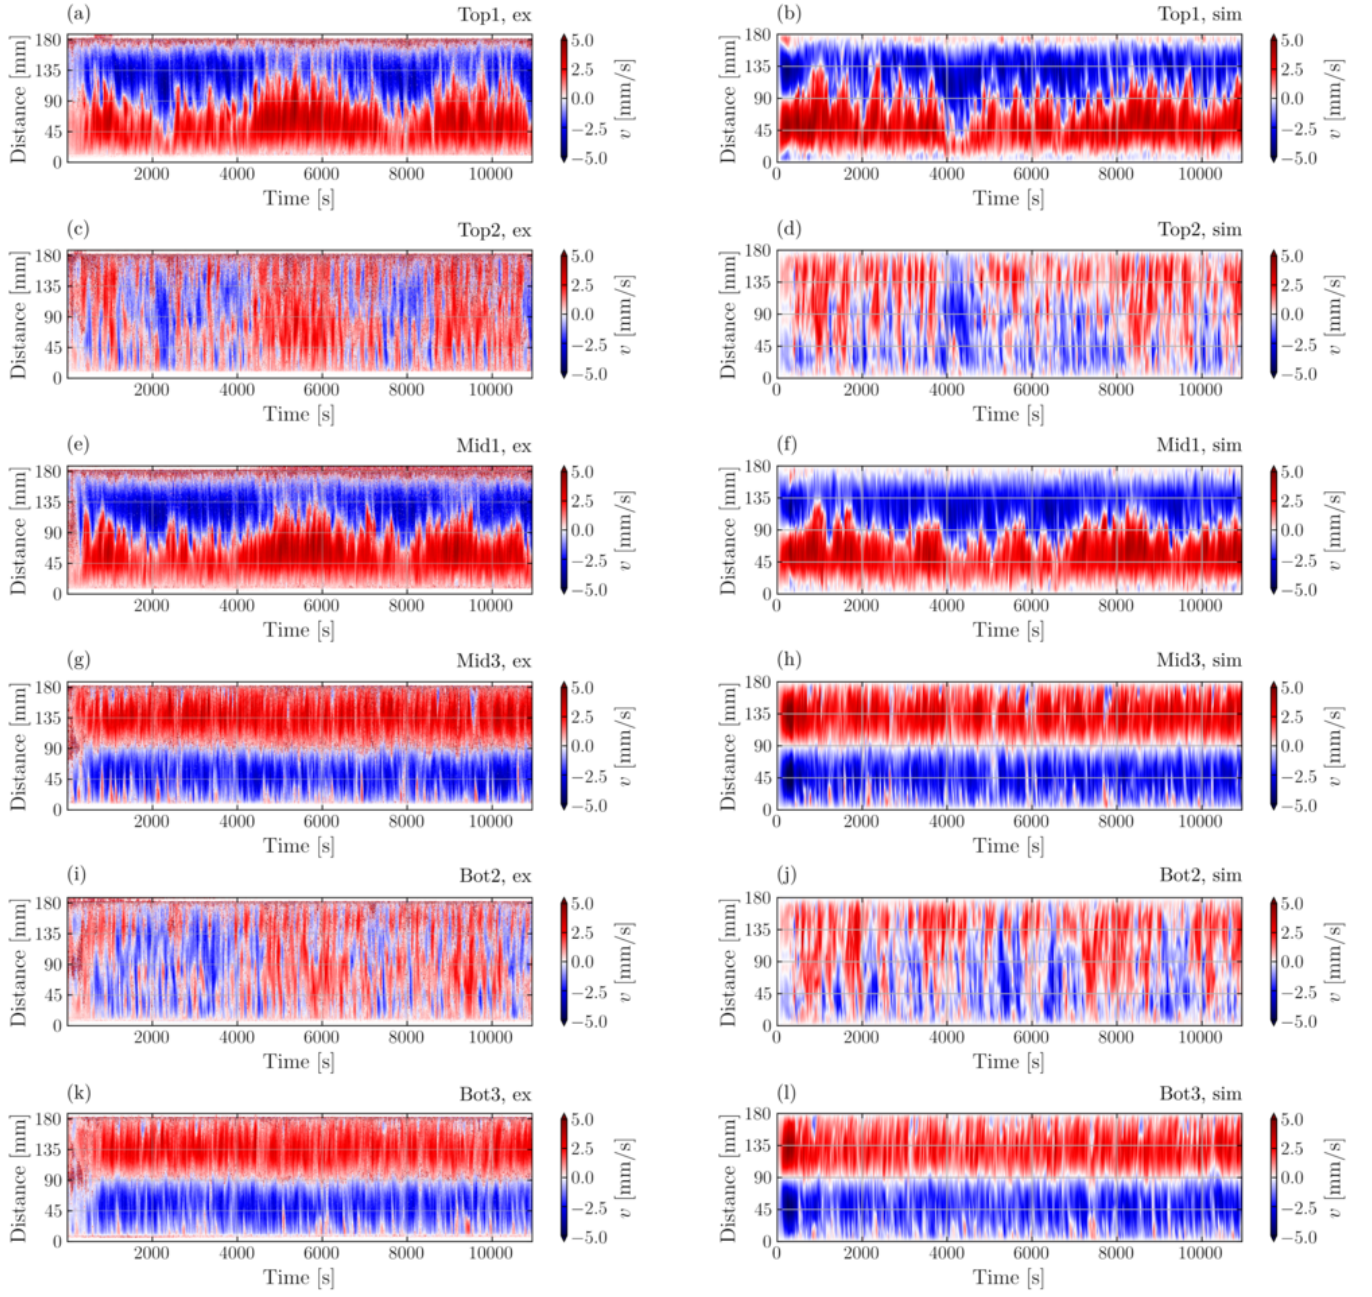 (a) Top1, ex
Distance [mm]
180
135
90
45
0
2000 4000 6000 8000 10000
Time [s]
5.0
2.5
0.0
−2.5
−5.0
v [mm/s]
(b) Top1, sim
Distance [mm]
180
135
90
45
0
0 2000 4000 6000 8000 10000
Time [s]
5.0
2.5
0.0
−2.5
−5.0
v [mm/s]
(c) Top2, ex
Distance [mm]
180
135
90
45
0
2000 4000 6000 8000 10000
Time [s]
5.0
2.5
0.0
−2.5
−5.0
v [mm/s]
(d) Top2, sim
Distance [mm]
180
135
90
45
0
0 2000 4000 6000 8000 10000
Time [s]
5.0
2.5
0.0
−2.5
−5.0
v [mm/s]
(e) Mid1, ex
Distance [mm]
180
135
90
45
0
2000 4000 6000 8000 10000
Time [s]
5.0
2.5
0.0
−2.5
−5.0
v [mm/s]
(f) Mid1, sim
Distance [mm]
180
135
90
45
0
0 2000 4000 6000 8000 10000
Time [s]
5.0
2.5
0.0
−2.5
−5.0
v [mm/s]
(g) Mid3, ex
Distance [mm]
180
135
90
45
0
2000 4000 6000 8000 10000
Time [s]
5.0
2.5
0.0
−2.5
−5.0
v [mm/s]
(h) Mid3, sim
Distance [mm]
180
135
90
45
0
0 2000 4000 6000 8000 10000
Time [s]
5.0
2.5
0.0
−2.5
−5.0
v [mm/s]
(i) Bot2, ex
Distance [mm]
180
135
90
45
0
2000 4000 6000 8000 10000
Time [s]
5.0
2.5
0.0
−2.5
−5.0
v [mm/s]
(j) Bot2, sim
Distance [mm]
180
135
90
45
0
0 2000 4000 6000 8000 10000
Time [s]
5.0
2.5
0.0
−2.5
−5.0
v [mm/s]
(k) Bot3, ex
Distance [mm]
180
135
90
45
0
2000 4000 6000 8000 10000
Time [s]
5.0
2.5
0.0
−2.5
−5.0
v [mm/s]
(l) Bot3, sim
Distance [mm]
180
135
90
45
0
0 2000 4000 6000 8000 10000
Time [s]
5.0
2.5
0.0
−2.5
−5.0
v [mm/s]